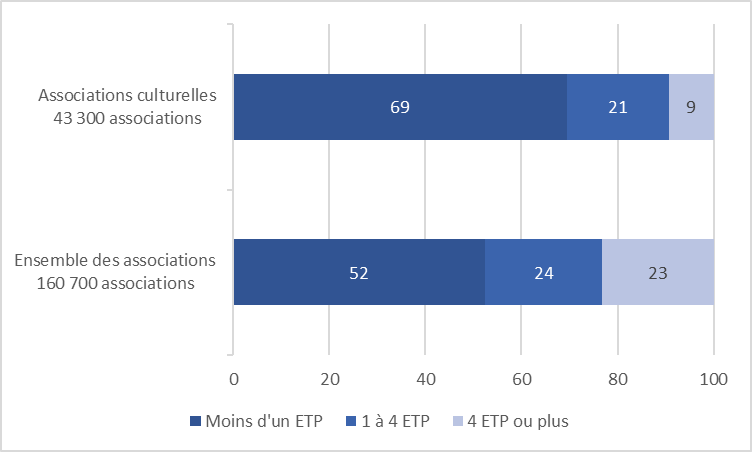 Associations culturelles
43 300 associations
69 21 9
Ensemble des associations
160 700 associations
52 24 23
0 20 40 60 80 100
Moins d'un ETP 1 à 4 ETP 4 ETP ou plus